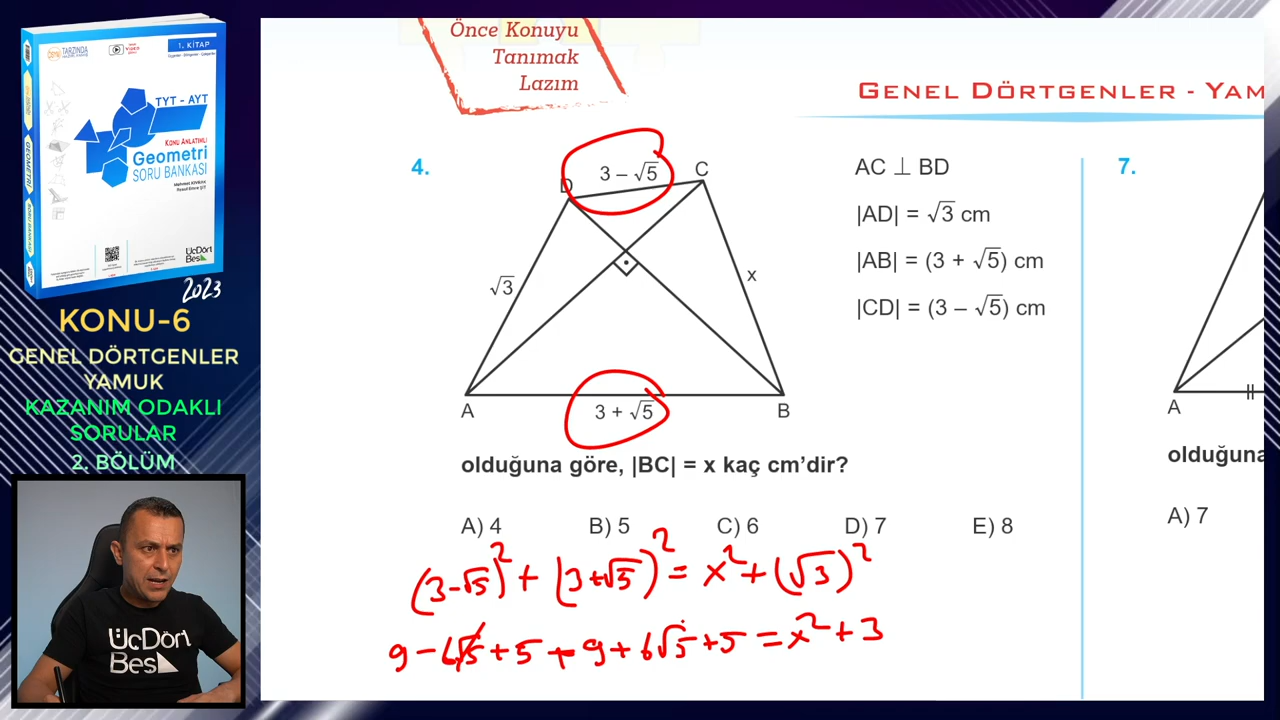 Önce Konuyu
Tanımak
Lazım
GENEL DÖRTGENLER - YAM
1. KİTAP
TYT - AYT
KONU ANLATIMLI
Geometri
SORU BANKASI
GEOMETRİ
ÜçDört
Beş
2023
KONU-6
GENEL DÖRTGENLER
YAMUK
KAZANIM ODAKLI
SORULAR
2. BÖLÜM
ÜçDört
Beş
4.
D
3 – √5
C
√3
x
A
3 + √5
B
AC ⊥ BD
|AD| = √3 cm
|AB| = (3 + √5) cm
|CD| = (3 – √5) cm
olduğuna göre, |BC| = x kaç cm’dir?
A) 4 B) 5 C) 6 D) 7 E) 8
(3-√5)² + (3+√5)² = x² + (√3)²
9 - 6√5 + 5 + 9 + 6√5 + 5 = x² + 3
7.
A
olduğuna
A) 7